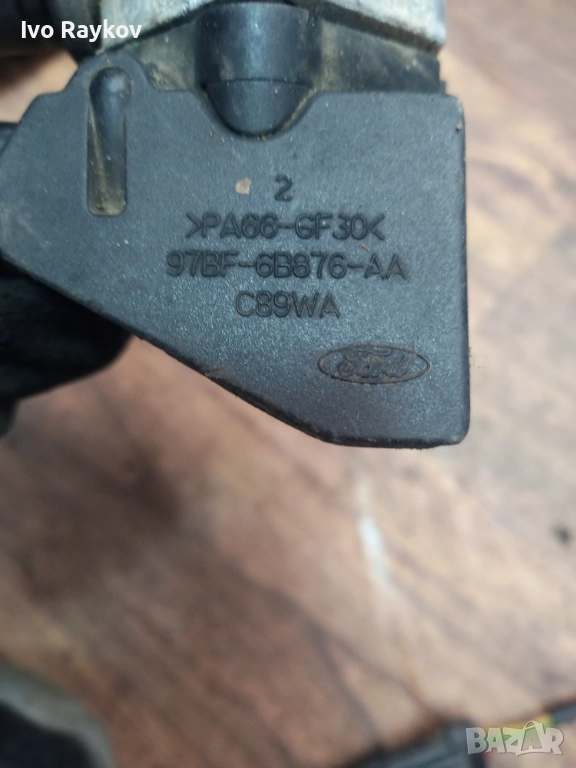 Ivo Raykov
2
>PA66-GF30<
97BF-6B876-AA
C89WA
Ford
BAZAR